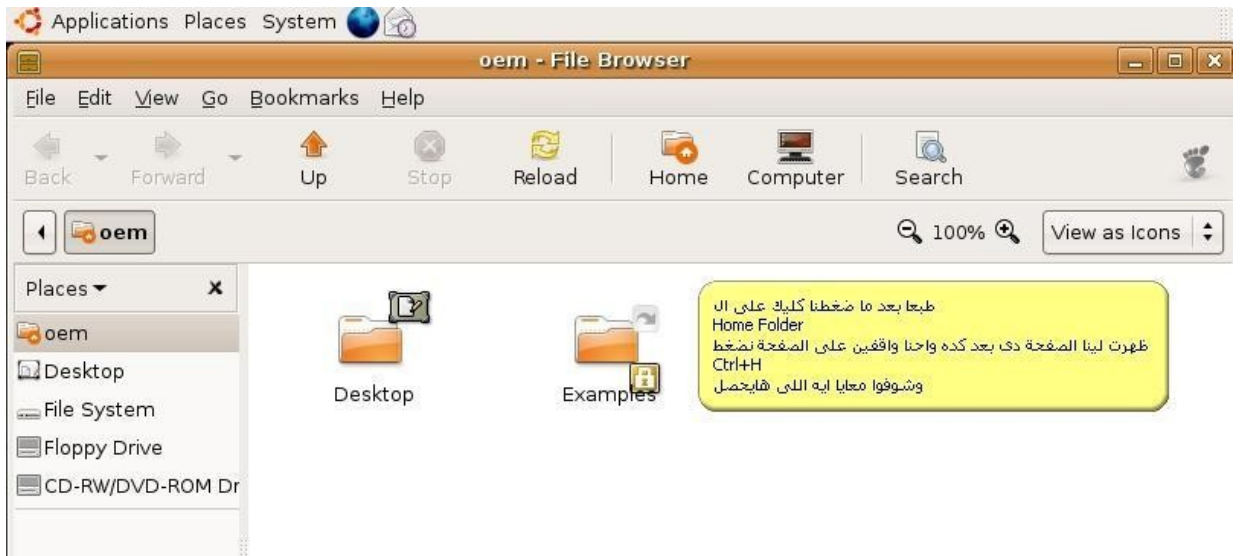 Applications Places System
oem - File Browser
File Edit View Go Bookmarks Help
Back Forward Up Stop Reload Home Computer Search
oem 100% View as Icons
Places
oem
Desktop
File System
Floppy Drive
CD-RW/DVD-ROM Dr
Desktop Examples
طبعا بعد ما ضغطنا كليك على ال
Home Folder
ظهرت لينا الصفحة دى بعد كده واحنا واقفين على الصفحة نضغط
Ctrl+H
وشوفوا معايا ايه اللى هايحصل